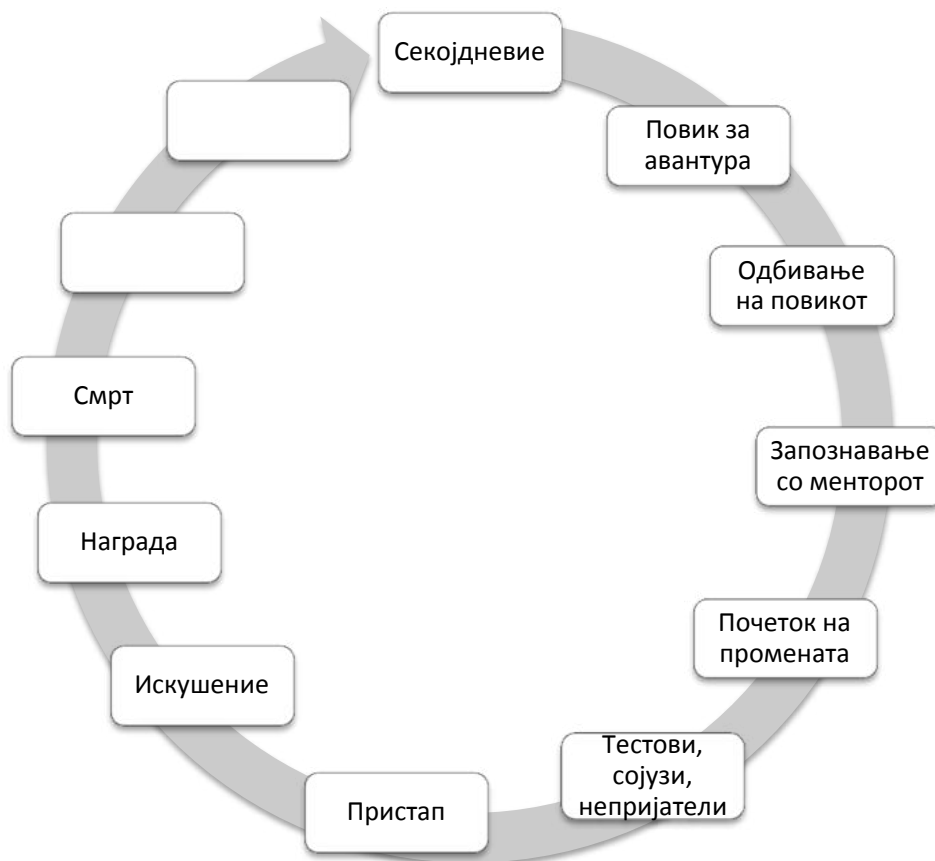 Секојдневие
Повик за
авантура
Одбивање
на повикот
Запознавање
со менторот
Почеток на
промената
Тестови,
сојузи,
непријатели
Пристап
Искушение
Награда
Смрт